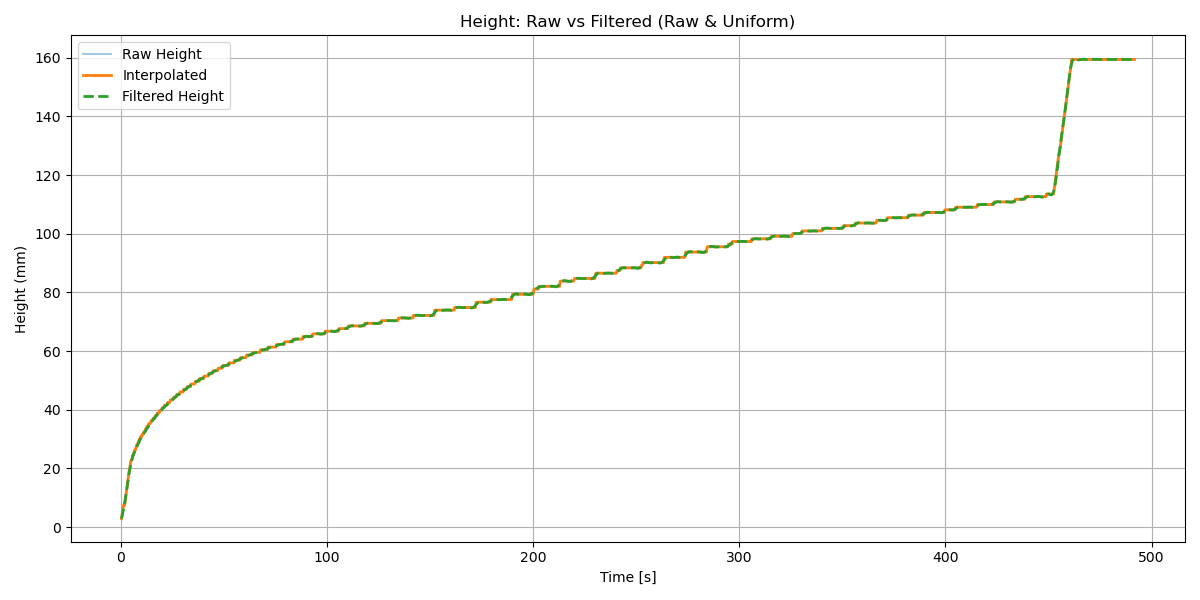 Height: Raw vs Filtered (Raw & Uniform)
Raw Height
Interpolated
Filtered Height
Height (mm)
160
140
120
100
80
60
40
20
0
0 100 200 300 400 500
Time [s]